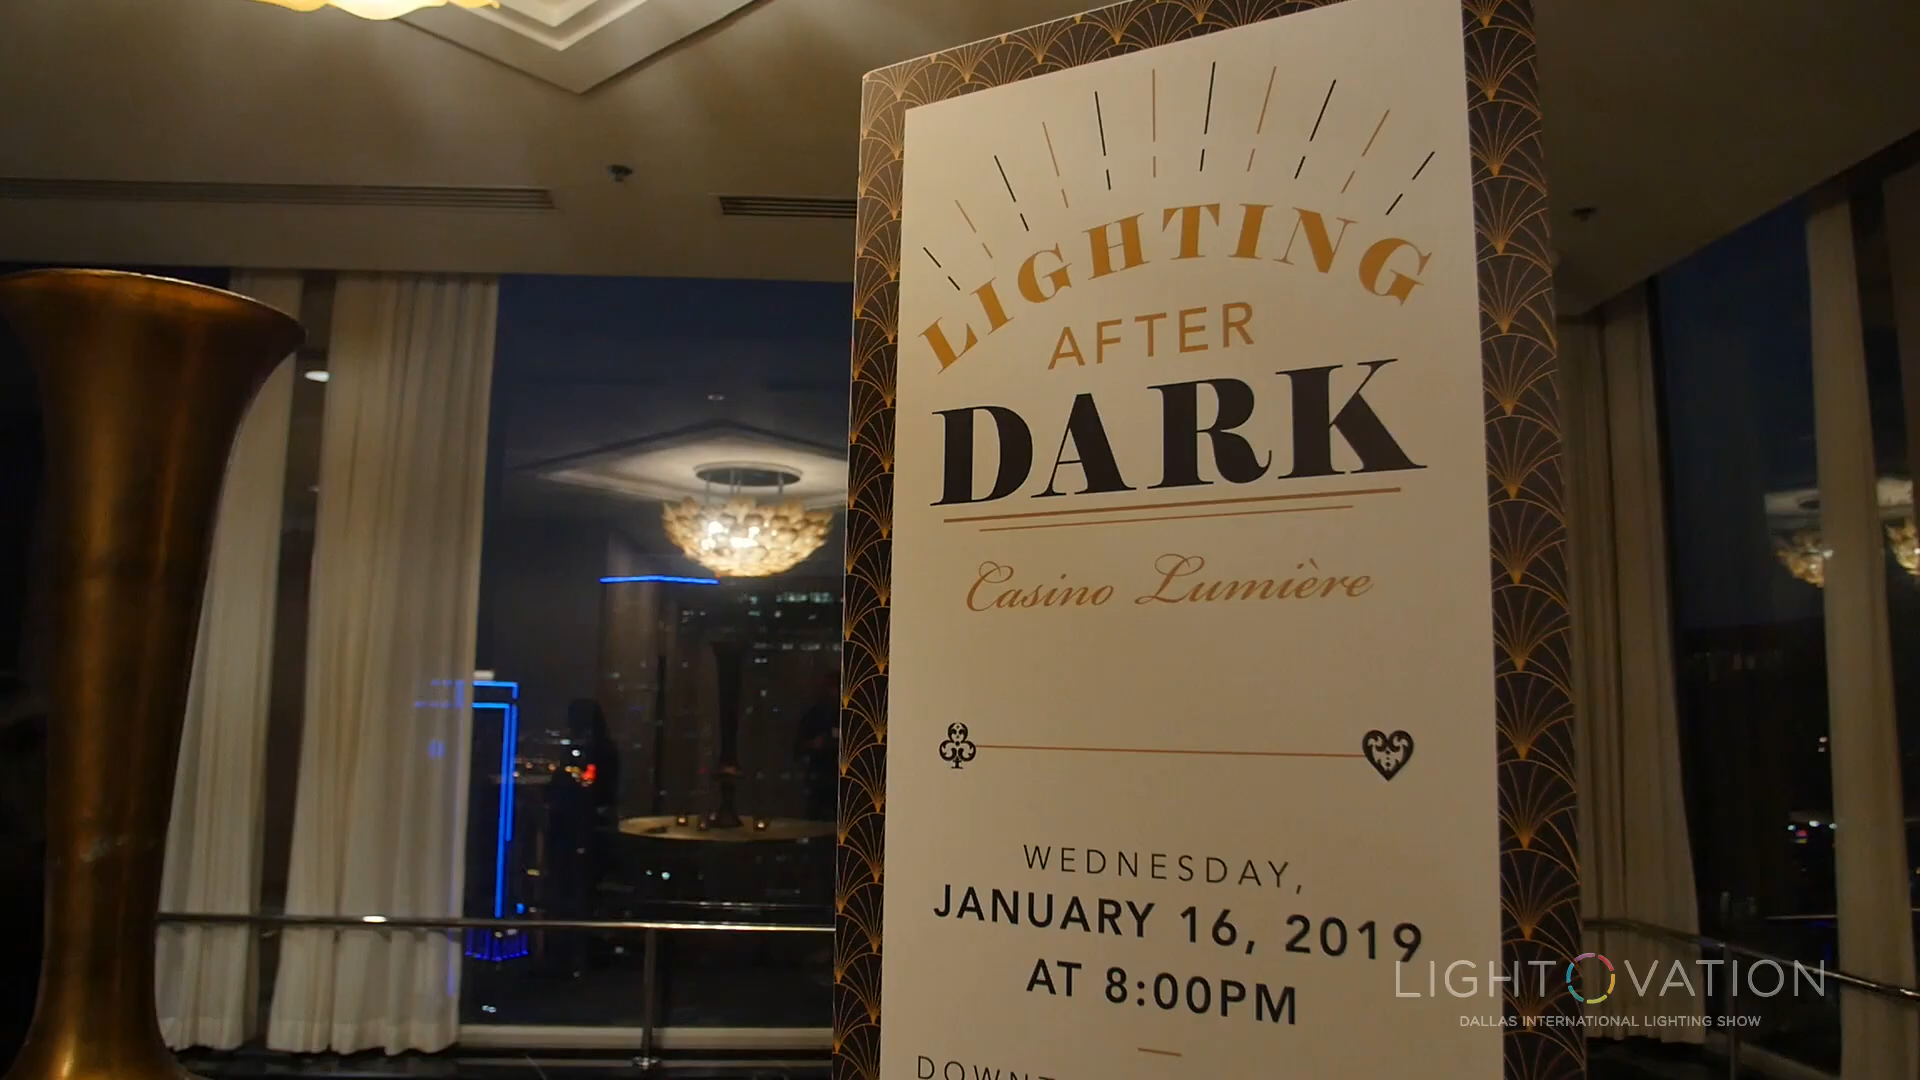 LIGHTING
AFTER
DARK
Casino Lumière
WEDNESDAY,
JANUARY 16, 2019
AT 8:00PM
LIGHTOVATION
DALLAS INTERNATIONAL LIGHTING SHOW